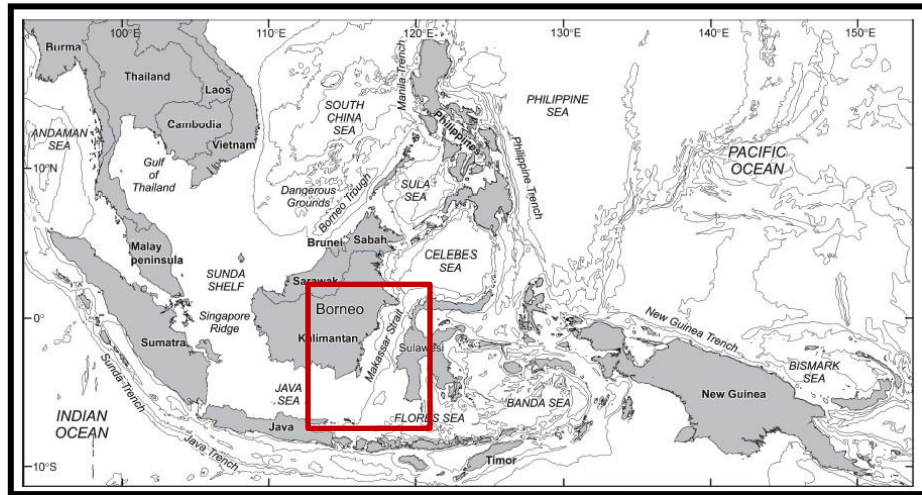 100°E
110°E
120°E
130°E
140°E
150°E
Burma
Thailand
Laos
Cambodia
Vietnam
ANDAMAN
SEA
Gulf
of
Thailand
SOUTH
CHINA
SEA
Manila Trench
Philippines
PHILIPPINE
SEA
Philippine Trench
PACIFIC
OCEAN
10°N
Dangerous
Grounds
Borneo Trough
SULA
SEA
Malay
peninsula
Brunei
Sabah
CELEBES
SEA
SUNDA
SHELF
Sarawak
Singapore
Ridge
Borneo
0°
Sumatra
Kalimantan
Makassar Strait
Sulawesi
New Guinea Trench
BISMARK
SEA
Sunda Trench
JAVA
SEA
New Guinea
INDIAN
OCEAN
Java
FLORES SEA
BANDA SEA
Java Trench
Timor
10°S